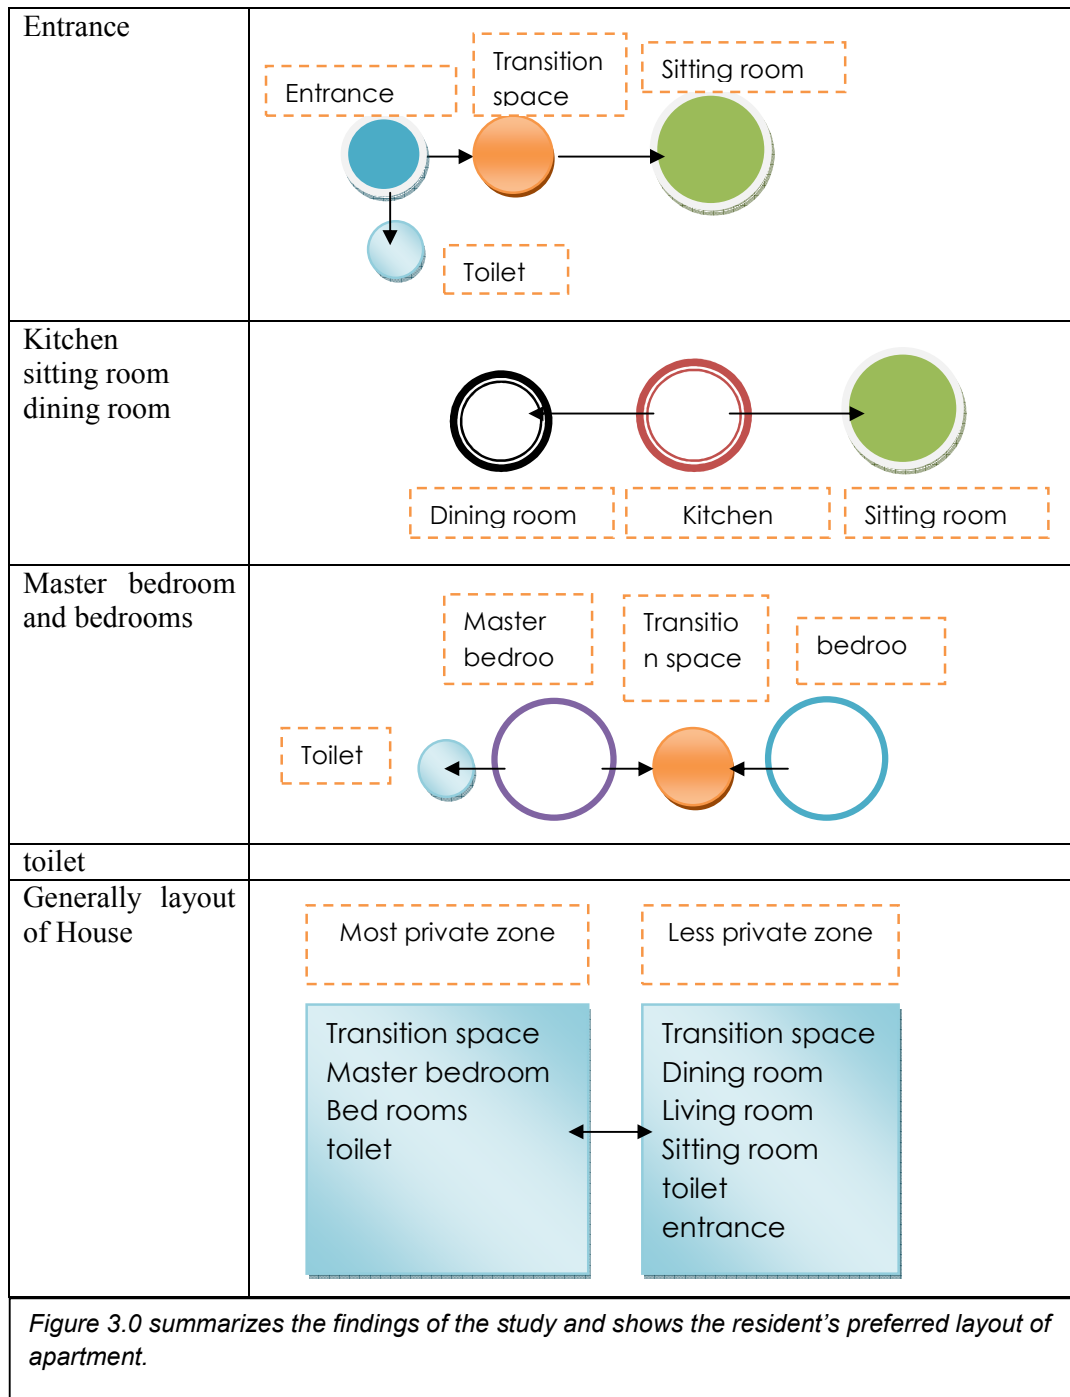 Entrance
Entrance
Transition
space
Sitting room
Toilet
Kitchen
sitting room
dining room
Dining room
Kitchen
Sitting room
Master bedroom
and bedrooms
Master
bedroo
Transitio
n space
bedroo
Toilet
toilet
Generally layout
of House
Most private zone
Less private zone
Transition space
Master bedroom
Bed rooms
toilet
Transition space
Dining room
Living room
Sitting room
toilet
entrance
Figure 3.0 summarizes the findings of the study and shows the resident's preferred layout of
apartment.